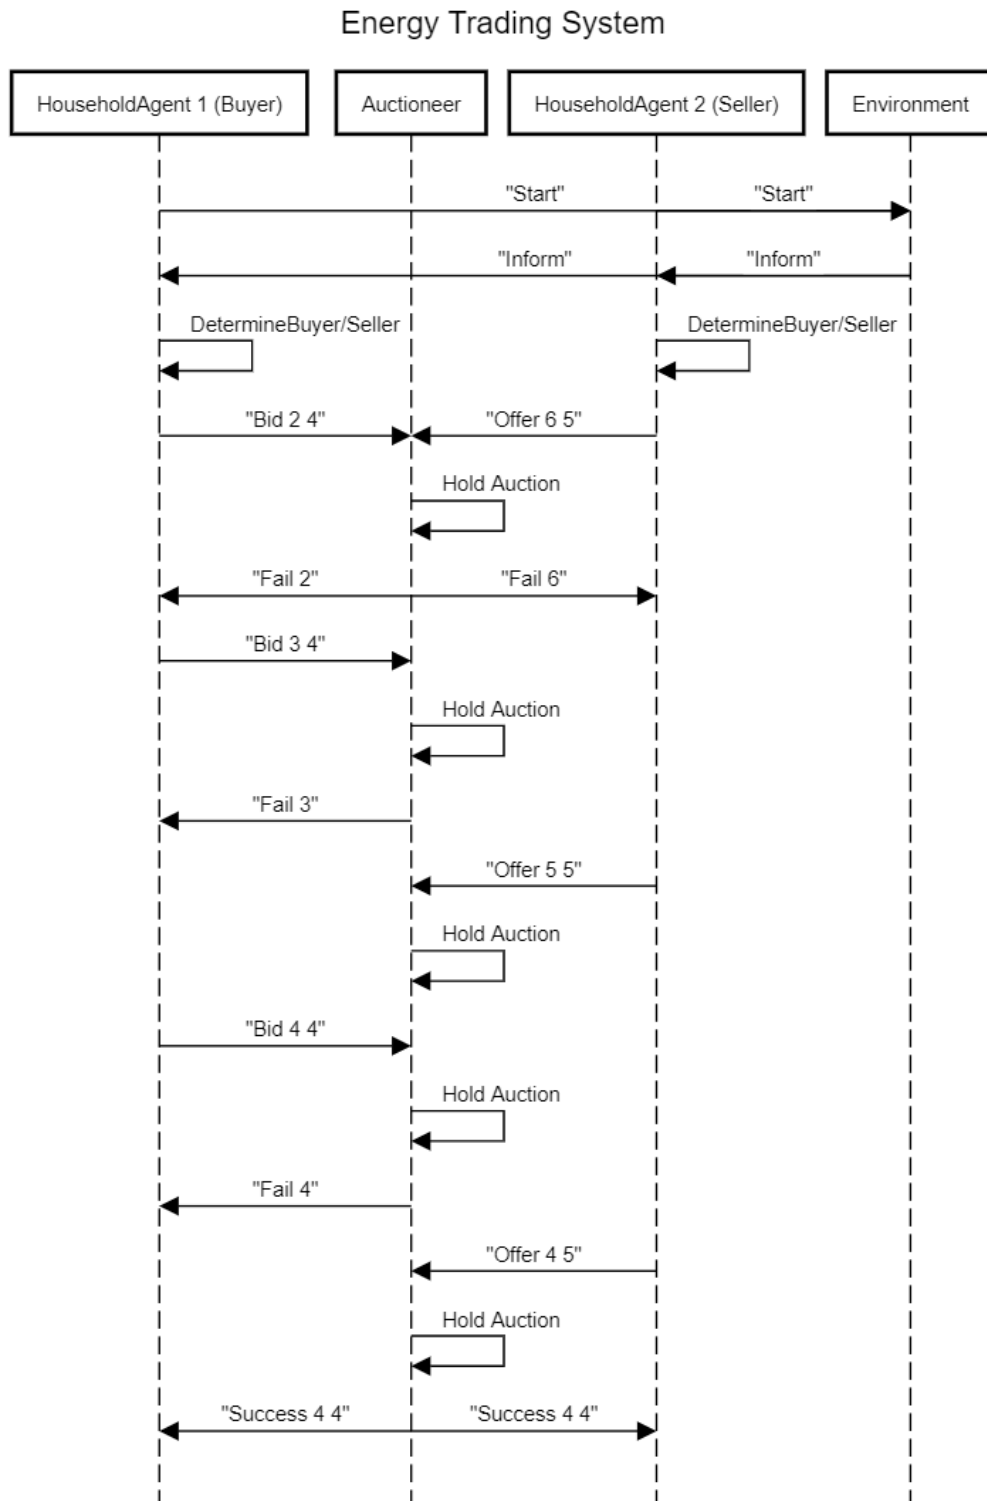 Energy Trading System
HouseholdAgent 1 (Buyer)
Auctioneer
HouseholdAgent 2 (Seller)
Environment
"Start"
"Start"
"Inform"
"Inform"
DetermineBuyer/Seller
DetermineBuyer/Seller
"Bid 2 4"
"Offer 6 5"
Hold Auction
"Fail 2"
"Fail 6"
"Bid 3 4"
Hold Auction
"Fail 3"
"Offer 5 5"
Hold Auction
"Bid 4 4"
Hold Auction
"Fail 4"
"Offer 4 5"
Hold Auction
"Success 4 4"
"Success 4 4"